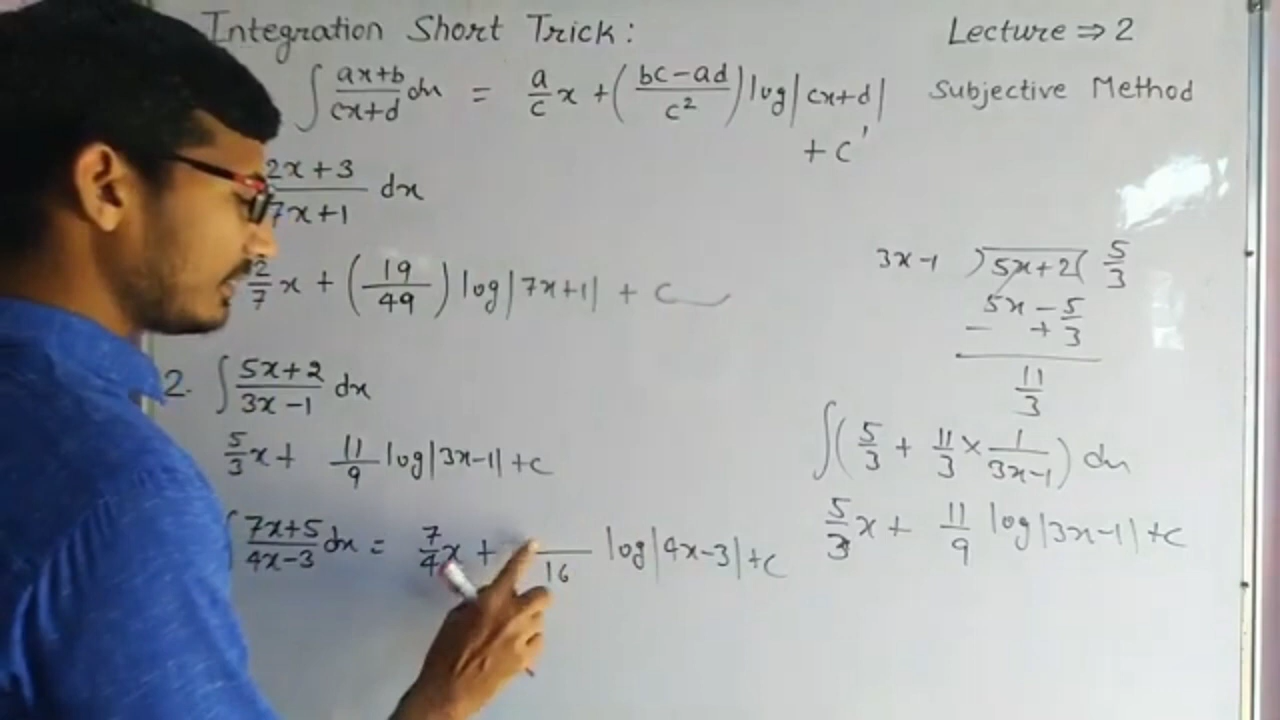 Integration Short Trick:
Lecture ⇒ 2
∫ (ax+b)/(cx+d) dx = a/c x + ((bc-ad)/c²) log|cx+d|
+ c'
Subjective Method
(2x+3)/(7x+1) dx
2/7 x + (19/49) log|7x+1| + c
2. ∫ (5x+2)/(3x-1) dx
5/3 x + 11/9 log|3x-1| + c
∫ (7x+5)/(4x-3) dx = 7/4 x + /16 log|4x-3| + c
3x-1 ) 5x+2 ( 5/3
5x - 5/3
- +
11/3
∫ ( 5/3 + 11/3 × 1/(3x-1) ) dx
5/3 x + 11/9 log|3x-1| + c